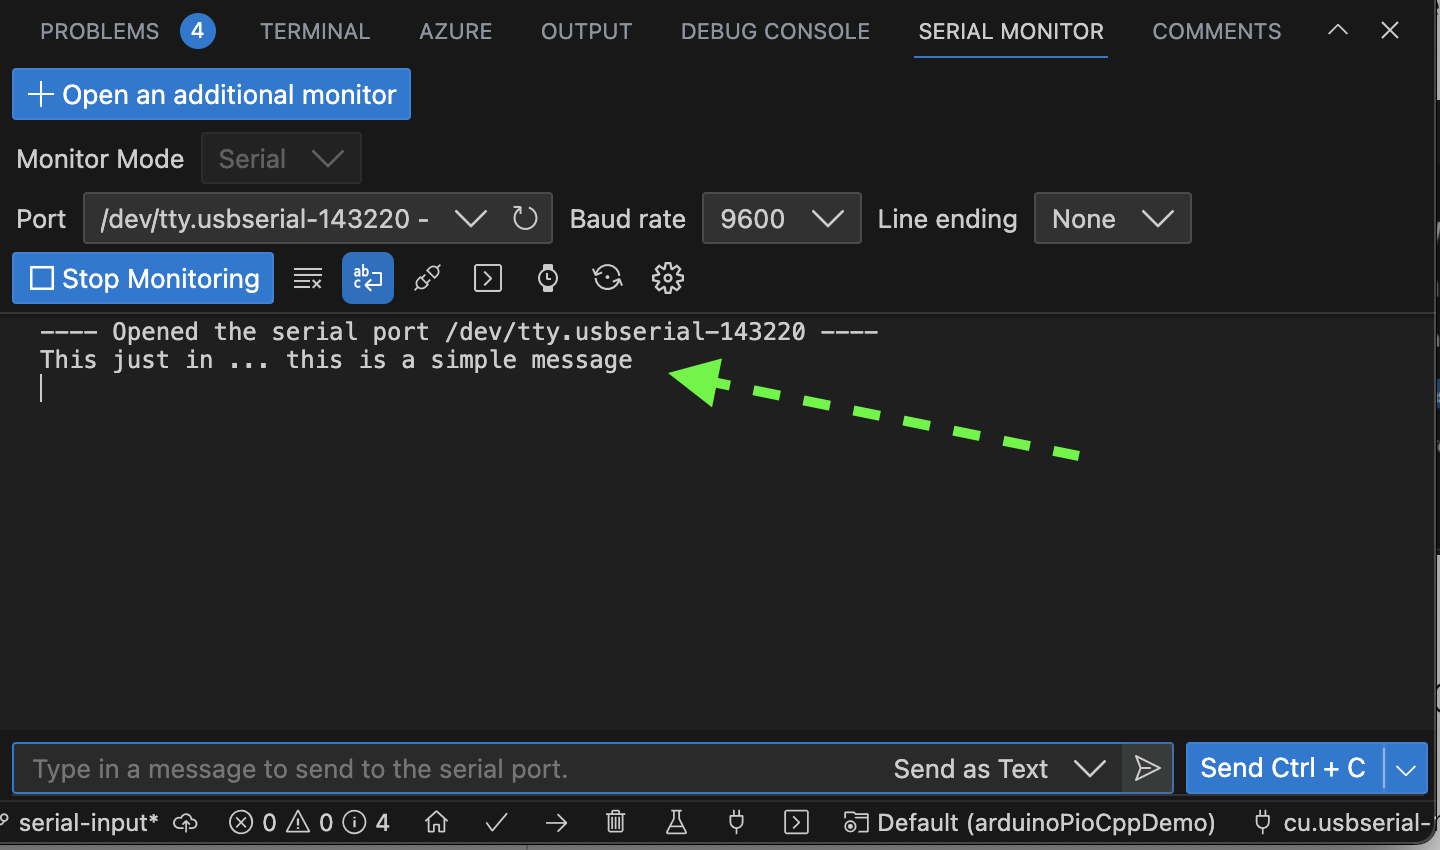 PROBLEMS 4 TERMINAL AZURE OUTPUT DEBUG CONSOLE SERIAL MONITOR COMMENTS
Open an additional monitor
Monitor Mode Serial
Port /dev/tty.usbserial-143220 - Baud rate 9600 Line ending None
Stop Monitoring
---- Opened the serial port /dev/tty.usbserial-143220 ----
This just in ... this is a simple message
Type in a message to send to the serial port. Send as Text Send Ctrl + C
serial-input* 0 0 4 Default (arduinoPioCppDemo) cu.usbserial-